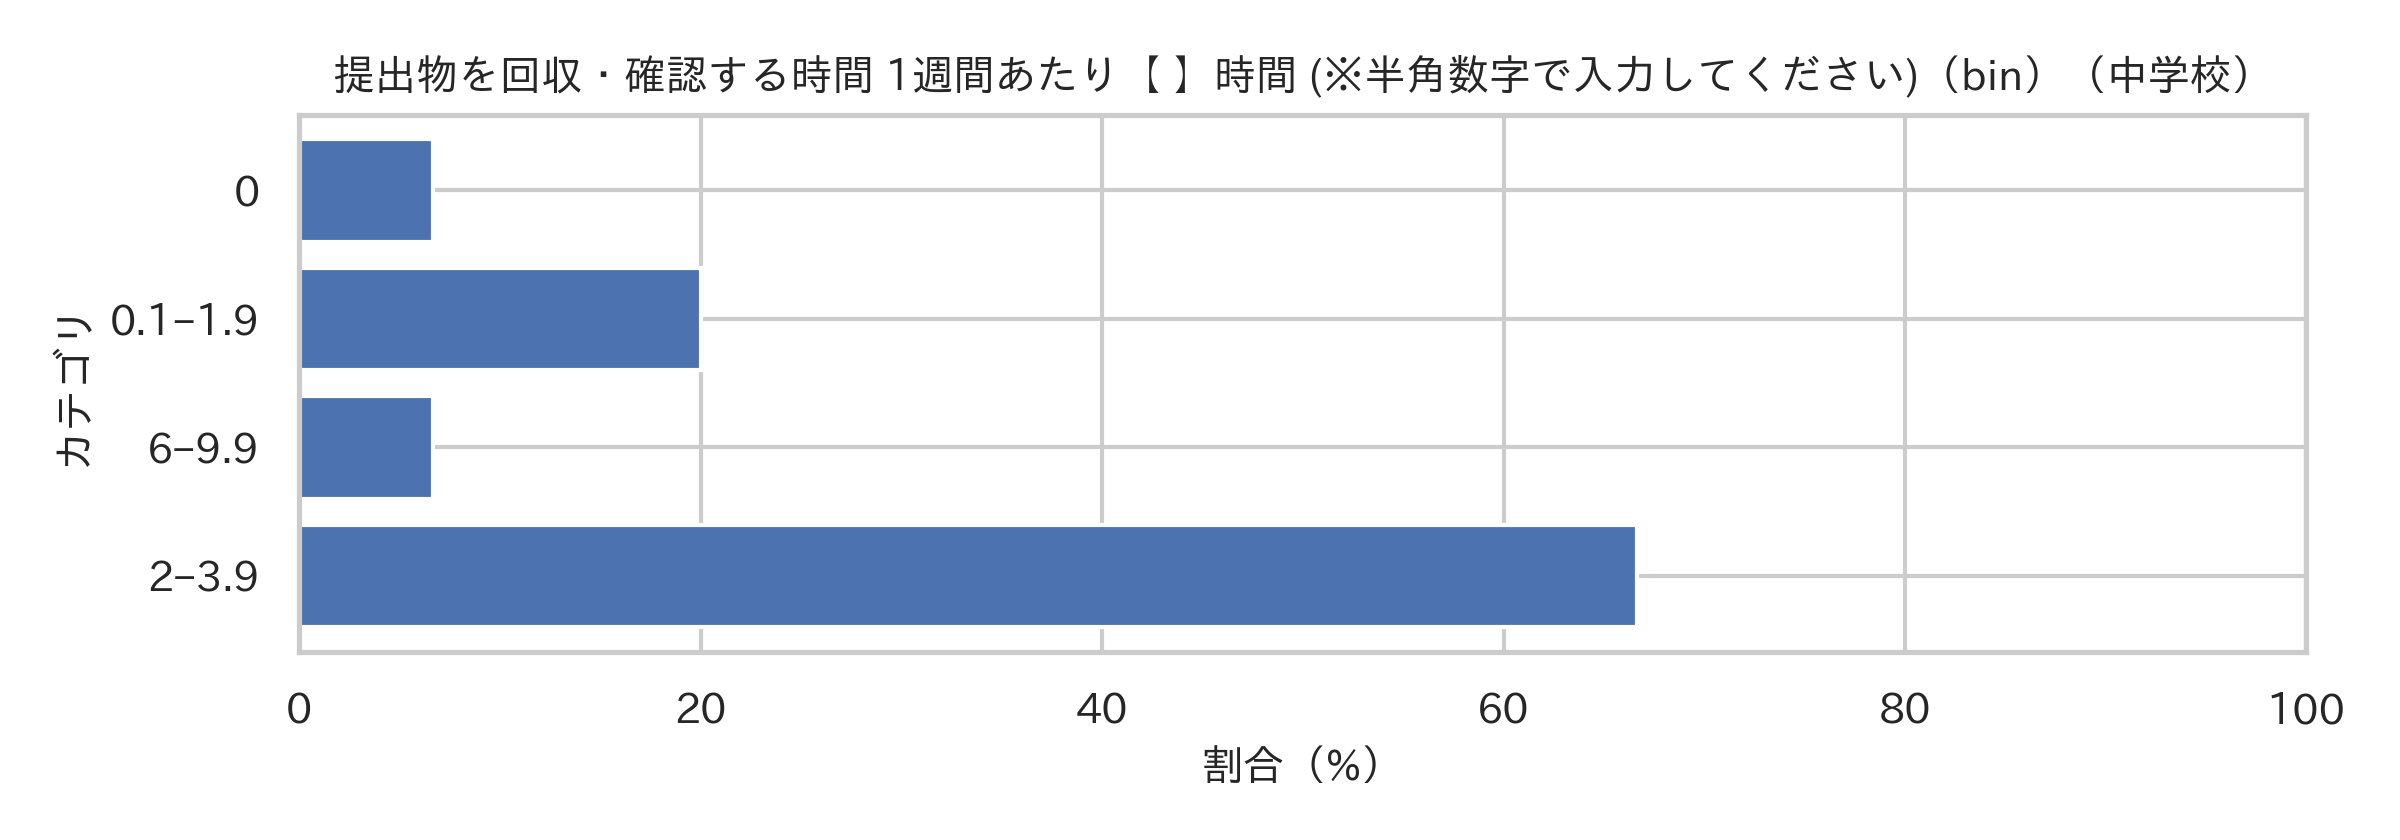 提出物を回収・確認する時間 1週間あたり【 】時間 (※半角数字で入力してください)（bin）（中学校）
カテゴリ
0
0.1–1.9
6–9.9
2–3.9
0 20 40 60 80 100
割合（%）